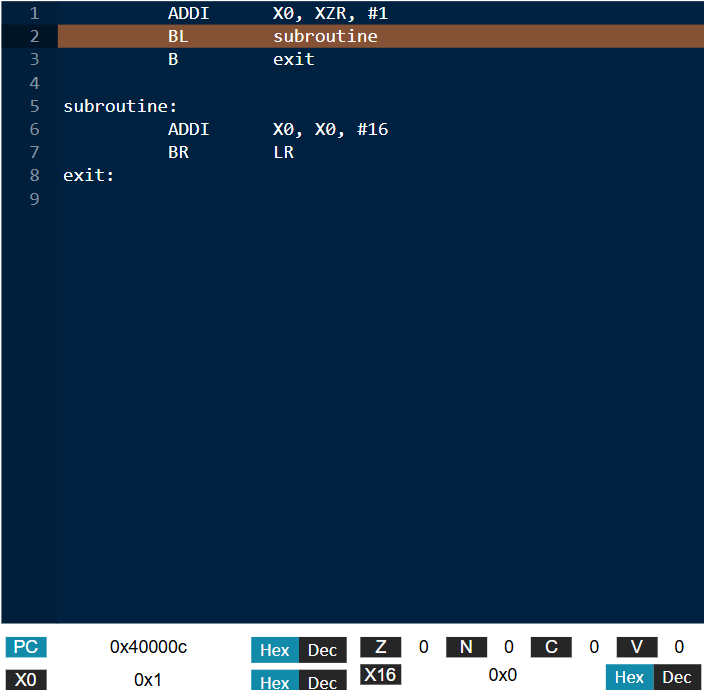 1 ADDI X0, XZR, #1
2 BL subroutine
3 B exit
4
5 subroutine:
6 ADDI X0, X0, #16
7 BR LR
8 exit:
9
PC 0x40000c Hex Dec Z 0 N 0 C 0 V 0
X0 0x1 Hex Dec X16 0x0 Hex Dec